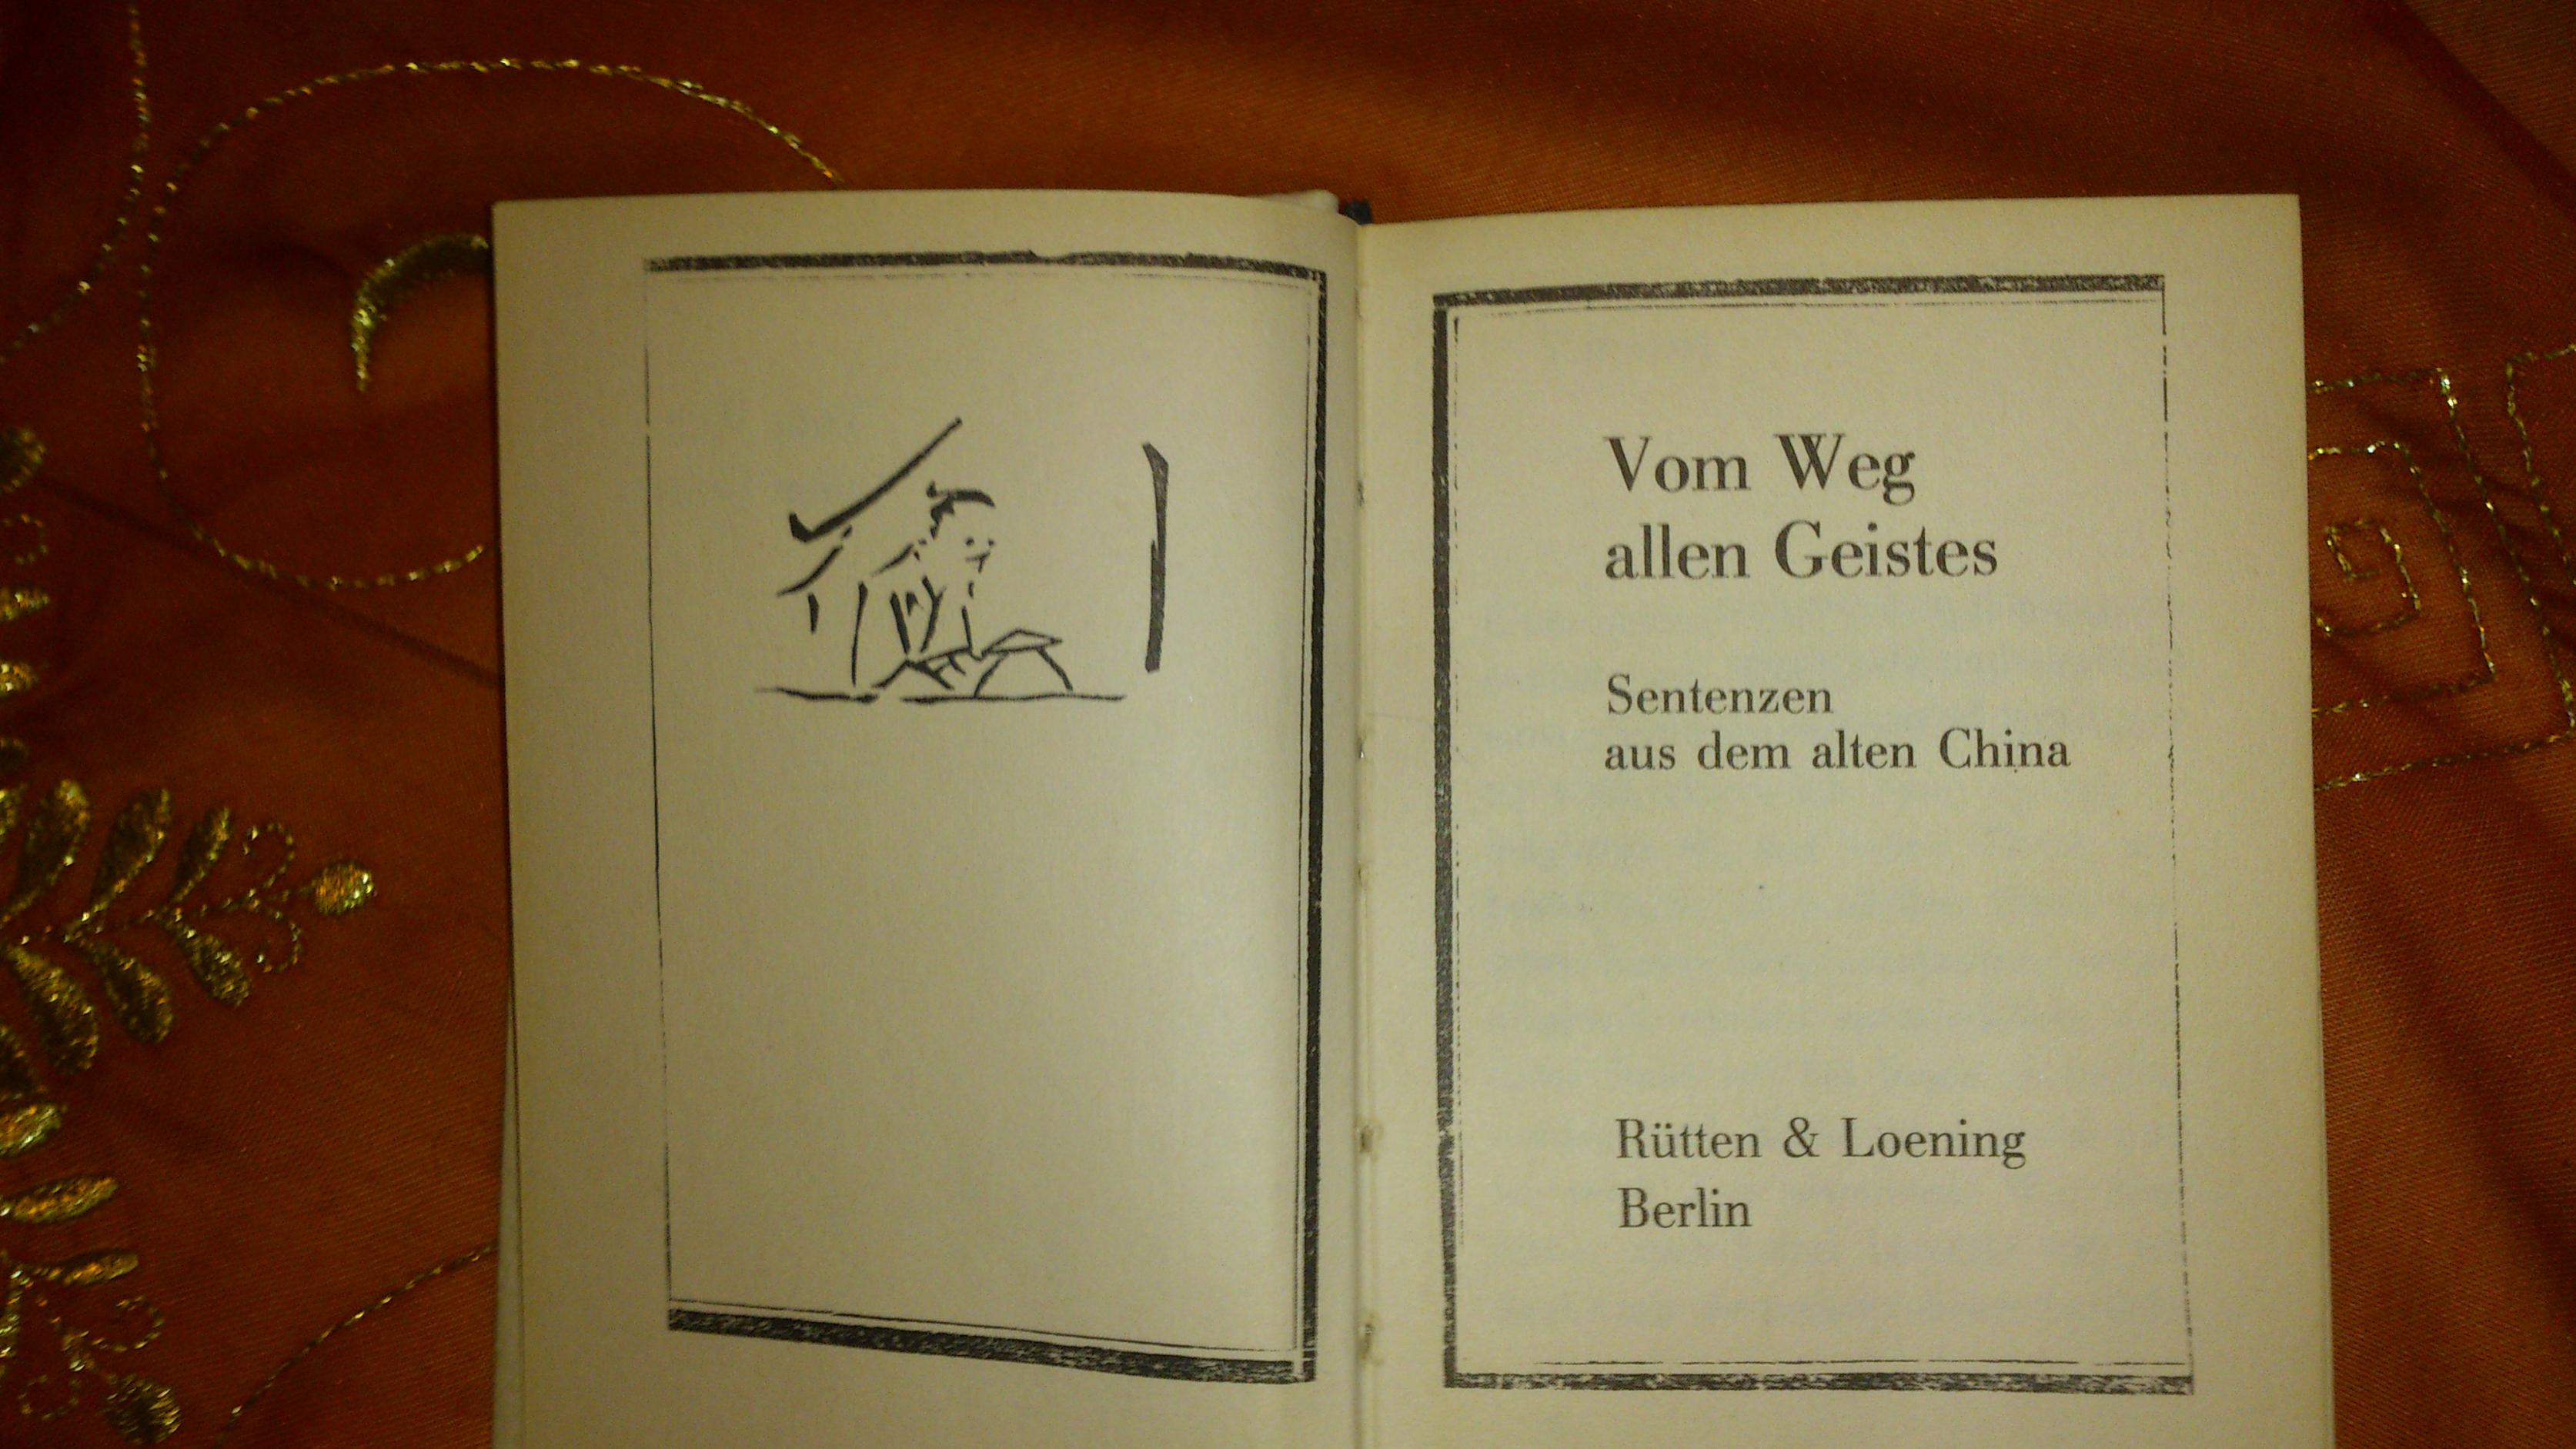 Vom Weg
allen Geistes
Sentenzen
aus dem alten China
Rütten & Loening
Berlin